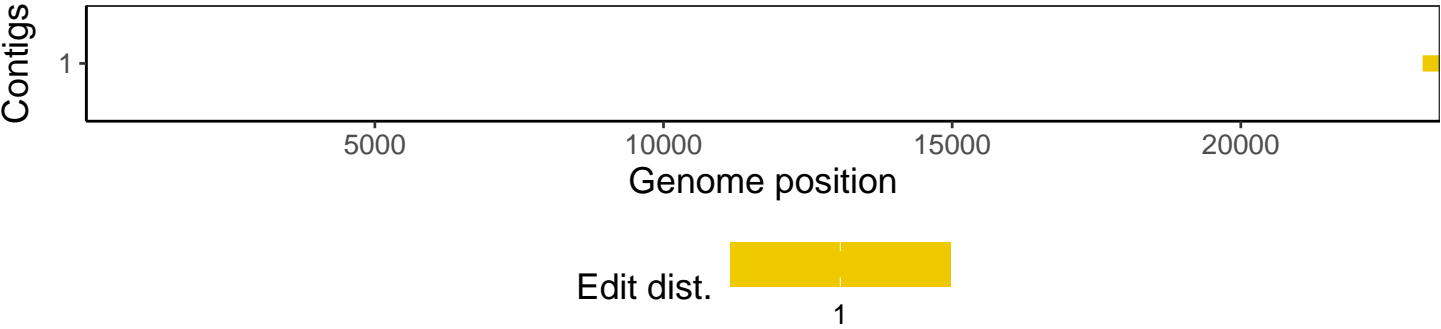 Contigs
1
5000 10000 15000 20000
Genome position
Edit dist.
1